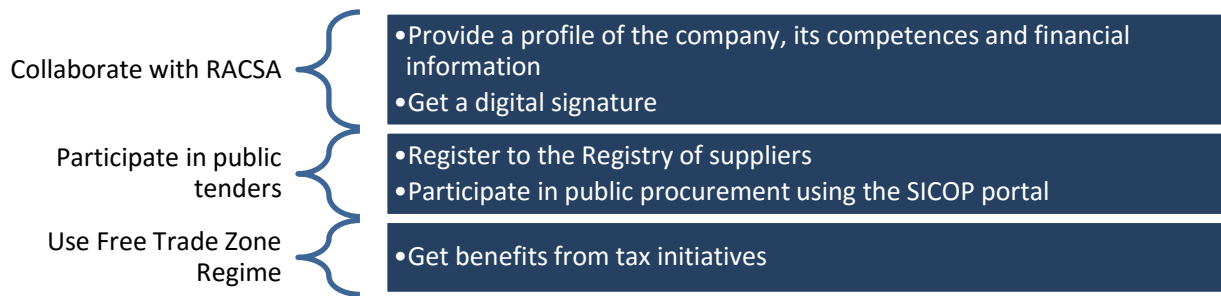 Collaborate with RACSA
•Provide a profile of the company, its competences and financial
information
•Get a digital signature
Participate in public
tenders
•Register to the Registry of suppliers
•Participate in public procurement using the SICOP portal
Use Free Trade Zone
Regime
•Get benefits from tax initiatives